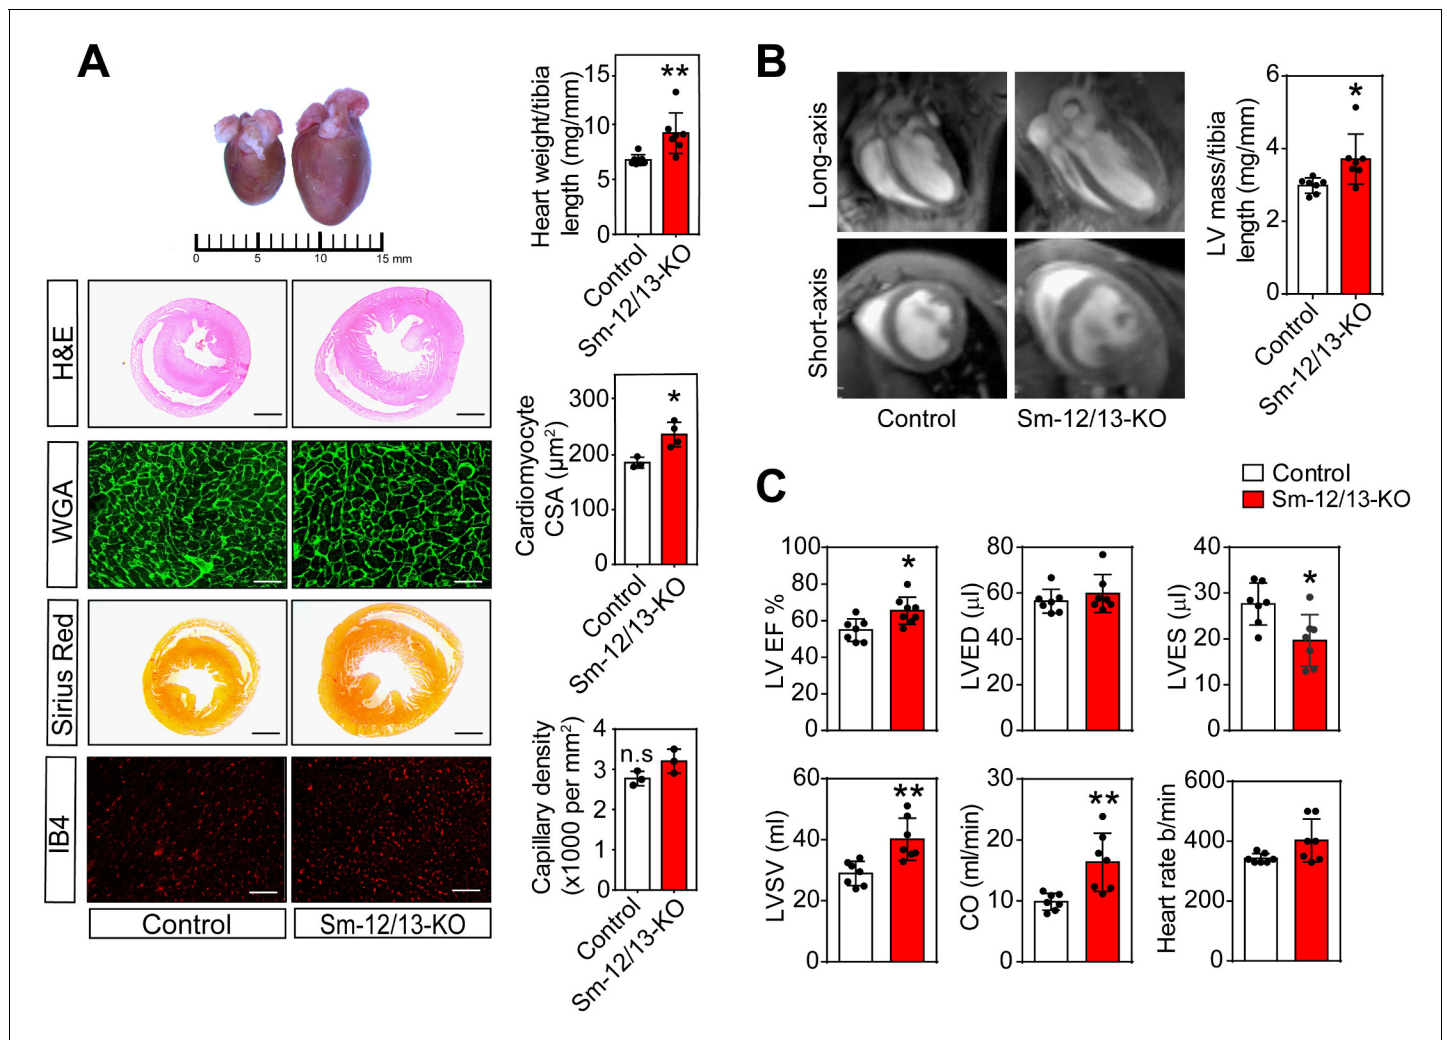 A
0 5 10 15 mm
Heart weight/tibia
length (mg/mm)
15
10
5
0
**
Control
Sm-12/13-KO
H&E
WGA
Sirius Red
IB4
Control
Sm-12/13-KO
Cardiomyocyte
CSA (µm²)
300
200
100
0
*
Control
Sm-12/13-KO
Capillary density
(x1000 per mm²)
4
3
2
1
0
n.s
Control
Sm-12/13-KO
B
Long-axis
Short-axis
Control
Sm-12/13-KO
LV mass/tibia
length (mg/mm)
6
4
2
0
*
Control
Sm-12/13-KO
C
Control
Sm-12/13-KO
LV EF %
100
80
60
40
20
0
*
LVED (µl)
80
60
40
20
0
LVES (µl)
40
30
20
10
0
*
LVSV (ml)
60
40
20
0
**
CO (ml/min)
30
20
10
0
**
Heart rate b/min
600
400
200
0